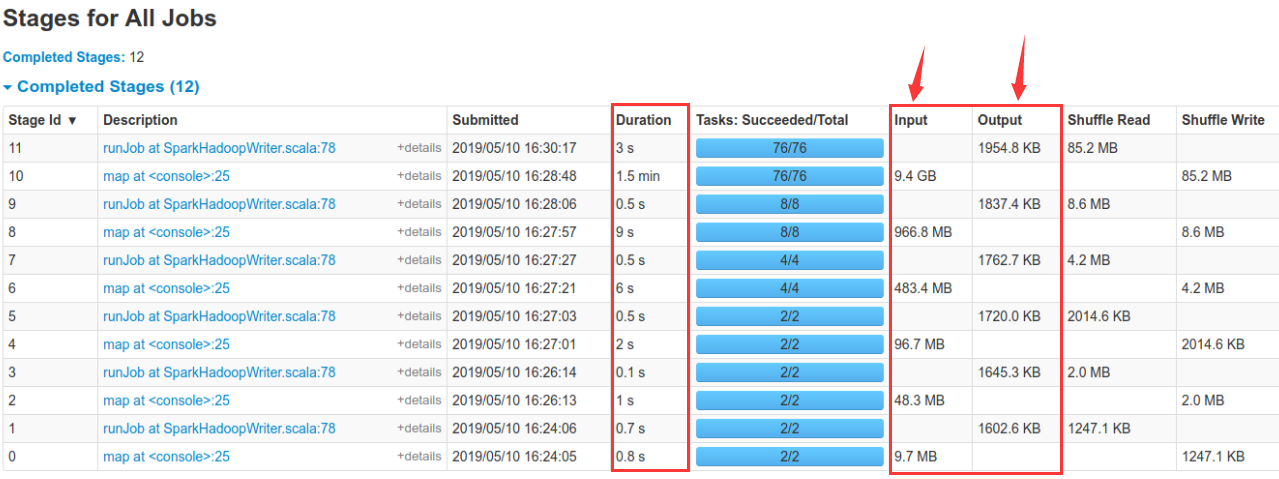 Stages for All Jobs
Completed Stages: 12
Completed Stages (12)
Stage Id ▼ Description Submitted Duration Tasks: Succeeded/Total Input Output Shuffle Read Shuffle Write
11 runJob at SparkHadoopWriter.scala:78 +details 2019/05/10 16:30:17 3 s 76/76 1954.8 KB 85.2 MB
10 map at <console>:25 +details 2019/05/10 16:28:48 1.5 min 76/76 9.4 GB 85.2 MB
9 runJob at SparkHadoopWriter.scala:78 +details 2019/05/10 16:28:06 0.5 s 8/8 1837.4 KB 8.6 MB
8 map at <console>:25 +details 2019/05/10 16:27:57 9 s 8/8 966.8 MB 8.6 MB
7 runJob at SparkHadoopWriter.scala:78 +details 2019/05/10 16:27:27 0.5 s 4/4 1762.7 KB 4.2 MB
6 map at <console>:25 +details 2019/05/10 16:27:21 6 s 4/4 483.4 MB 4.2 MB
5 runJob at SparkHadoopWriter.scala:78 +details 2019/05/10 16:27:03 0.5 s 2/2 1720.0 KB 2014.6 KB
4 map at <console>:25 +details 2019/05/10 16:27:01 2 s 2/2 96.7 MB 2014.6 KB
3 runJob at SparkHadoopWriter.scala:78 +details 2019/05/10 16:26:14 0.1 s 2/2 1645.3 KB 2.0 MB
2 map at <console>:25 +details 2019/05/10 16:26:13 1 s 2/2 48.3 MB 2.0 MB
1 runJob at SparkHadoopWriter.scala:78 +details 2019/05/10 16:24:06 0.7 s 2/2 1602.6 KB 1247.1 KB
0 map at <console>:25 +details 2019/05/10 16:24:05 0.8 s 2/2 9.7 MB 1247.1 KB